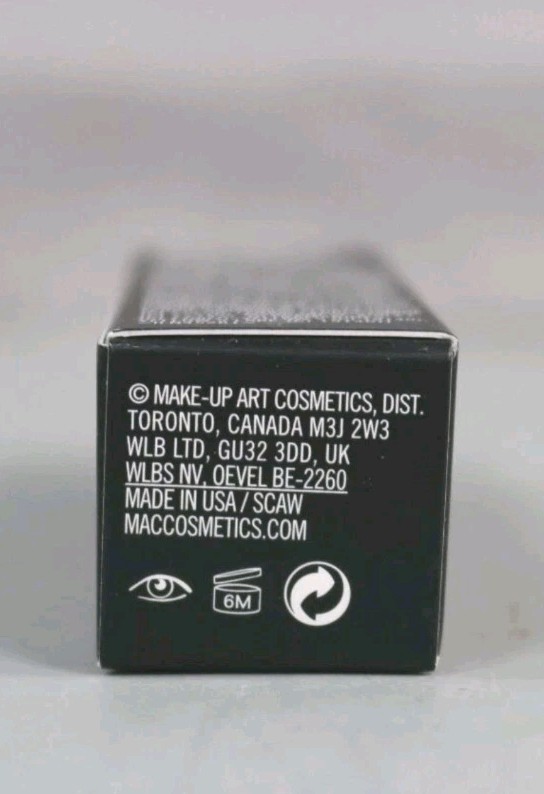 © MAKE-UP ART COSMETICS, DIST.
TORONTO, CANADA M3J 2W3
WLB LTD, GU32 3DD, UK
WLBS NV, OEVEL BE-2260
MADE IN USA / SCAW
MACCOSMETICS.COM
6M